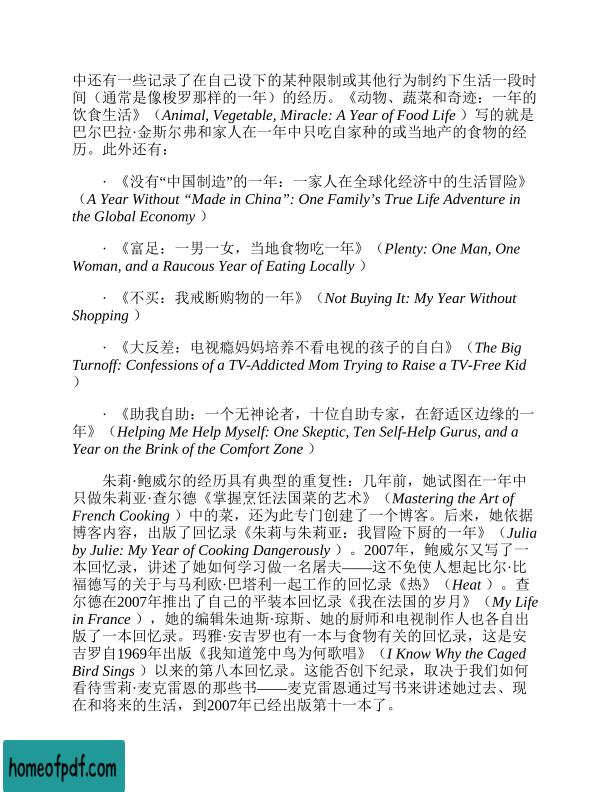 中还有一些记录了在自己设下的某种限制或其他行为制约下生活一段时
间（通常是像梭罗那样的一年）的经历。《动物、蔬菜和奇迹：一年的
饮食生活》（Animal, Vegetable, Miracle: A Year of Food Life ）写的就是
巴尔巴拉·金斯尔弗和家人在一年中只吃自家种的或当地产的食物的经
历。此外还有：
· 《没有“中国制造”的一年：一家人在全球化经济中的生活冒险》
（A Year Without “Made in China”: One Family’s True Life Adventure in
the Global Economy ）
· 《富足：一男一女，当地食物吃一年》（Plenty: One Man, One
Woman, and a Raucous Year of Eating Locally ）
· 《不买：我戒断购物的一年》（Not Buying It: My Year Without
Shopping ）
· 《大反差：电视瘾妈妈培养不看电视的孩子的自白》（The Big
Turnoff: Confessions of a TV-Addicted Mom Trying to Raise a TV-Free Kid
）
· 《助我自助：一个无神论者，十位自助专家，在舒适区边缘的一
年》（Helping Me Help Myself: One Skeptic, Ten Self-Help Gurus, and a
Year on the Brink of the Comfort Zone ）
朱莉·鲍威尔的经历具有典型的重复性：几年前，她试图在一年中
只做朱莉亚·查尔德《掌握烹饪法国菜的艺术》（Mastering the Art of
French Cooking ）中的菜，还为此专门创建了一个博客。后来，她依据
博客内容，出版了回忆录《朱莉与朱莉亚：我冒险下厨的一年》（Julia
by Julie: My Year of Cooking Dangerously ）。2007年，鲍威尔又写了一
本回忆录，讲述了她如何学习做一名屠夫——这不免使人想起比尔·比
福德写的关于与马利欧·巴塔利一起工作的回忆录《热》（Heat ）。查
尔德在2007年推出了自己的平装本回忆录《我在法国的岁月》（My Life
in France ），她的编辑朱迪斯·琼斯、她的厨师和电视制作人也各自出
版了一本回忆录。玛雅·安吉罗也有一本与食物有关的回忆录，这是安
吉罗自1969年出版《我知道笼中鸟为何歌唱》（I Know Why the Caged
Bird Sings ）以来的第八本回忆录。这能否创下纪录，取决于我们如何
看待雪莉·麦克雷恩的那些书——麦克雷恩通过写书来讲述她过去、现
在和将来的生活，到2007年已经出版第十一本了。
homeofpdf.com